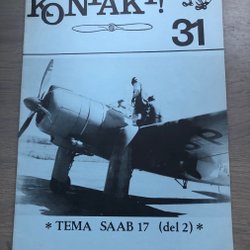 KONTAKT!
31
* TEMA SAAB 17 (del 2) *